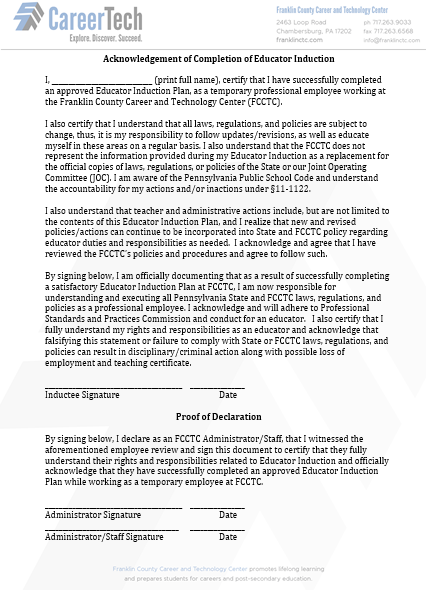 CareerTech
Explore. Discover. Succeed.
Franklin County Career and Technology Center
2463 Loop Road ph 717.263.9033
Chambersburg, PA 17202 fax 717.263.6568
franklinctc.com info@franklinctc.com
Acknowledgement of Completion of Educator Induction
I, _________________________ (print full name), certify that I have successfully completed
an approved Educator Induction Plan, as a temporary professional employee working at
the Franklin County Career and Technology Center (FCCTC).
I also certify that I understand that all laws, regulations, and policies are subject to
change, thus, it is my responsibility to follow updates/revisions, as well as educate
myself in these areas on a regular basis. I also understand that the FCCTC does not
represent the information provided during my Educator Induction as a replacement for
the official copies of laws, regulations, or policies of the State or our Joint Operating
Committee (JOC). I am aware of the Pennsylvania Public School Code and understand
the accountability for my actions and/or inactions under §11-1122.
I also understand that teacher and administrative actions include, but are not limited to
the contents of this Educator Induction Plan, and I realize that new and revised
policies/actions can continue to be incorporated into State and FCCTC policy regarding
educator duties and responsibilities as needed. I acknowledge and agree that I have
reviewed the FCCTC's policies and procedures and agree to follow such.
By signing below, I am officially documenting that as a result of successfully completing
a satisfactory Educator Induction Plan at FCCTC, I am now responsible for
understanding and executing all Pennsylvania State and FCCTC laws, regulations, and
policies as a professional employee. I acknowledge and will adhere to Professional
Standards and Practices Commission and conduct for an educator. I also certify that I
fully understand my rights and responsibilities as an educator and acknowledge that
falsifying this statement or failure to comply with State or FCCTC laws, regulations, and
policies can result in disciplinary/criminal action along with possible loss of
employment and teaching certificate.
Inductee Signature Date
Proof of Declaration
By signing below, I declare as an FCCTC Administrator/Staff, that I witnessed the
aforementioned employee review and sign this document to certify that they fully
understand their rights and responsibilities related to Educator Induction and officially
acknowledge that they have successfully completed an approved Educator Induction
Plan while working as a temporary employee at FCCTC.
Administrator Signature Date
Administrator/Staff Signature Date
Franklin County Career and Technology Center promotes lifelong learning
and prepares students for careers and post-secondary education.